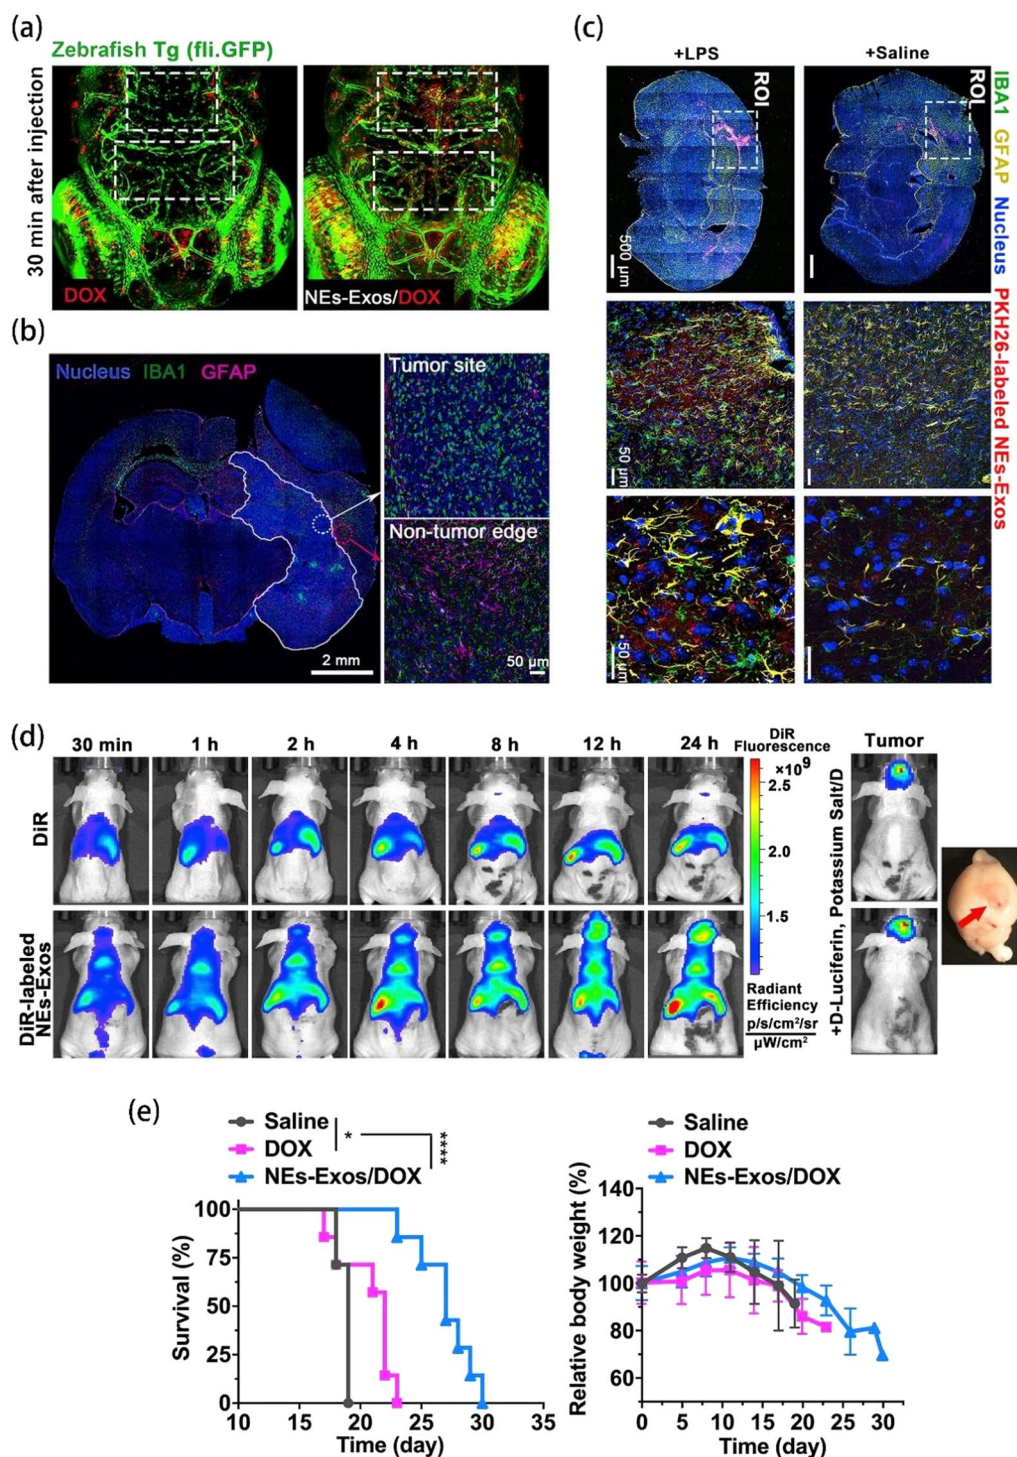 (a)
Zebrafish Tg (fli.GFP)
30 min after injection
DOX
NEs-Exos/DOX
(b)
Nucleus IBA1 GFAP
2 mm
Tumor site
Non-tumor edge
50 µm
(c)
+LPS
+Saline
ROI
ROI
500 µm
50 µm
50 µm
IBA1 GFAP Nucleus PKH26-labeled NEs-Exos
(d)
30 min 1 h 2 h 4 h 8 h 12 h 24 h
DiR
DiR-labeled
NEs-Exos
DiR
Fluorescence
×10⁹
2.5
2.0
1.5
1.0
Radiant
Efficiency
p/s/cm²/sr
µW/cm²
Tumor
+D-Luciferin, Potassium Salt/D
(e)
Saline
DOX
NEs-Exos/DOX
*
****
Survival (%)
100
75
50
25
0
10 15 20 25 30 35
Time (day)
Saline
DOX
NEs-Exos/DOX
Relative body weight (%)
140
120
100
80
60
0 5 10 15 20 25 30
Time (day)